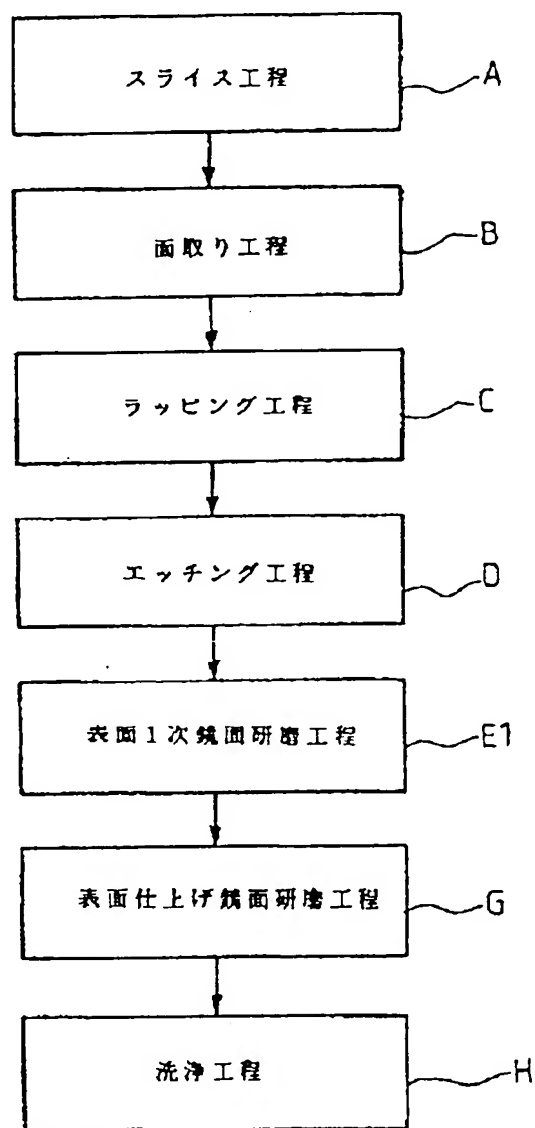 スライス工程
A
面取り工程
B
ラッピング工程
C
エッチング工程
D
表面1次鏡面研磨工程
E1
表面仕上げ鏡面研磨工程
G
洗浄工程
H